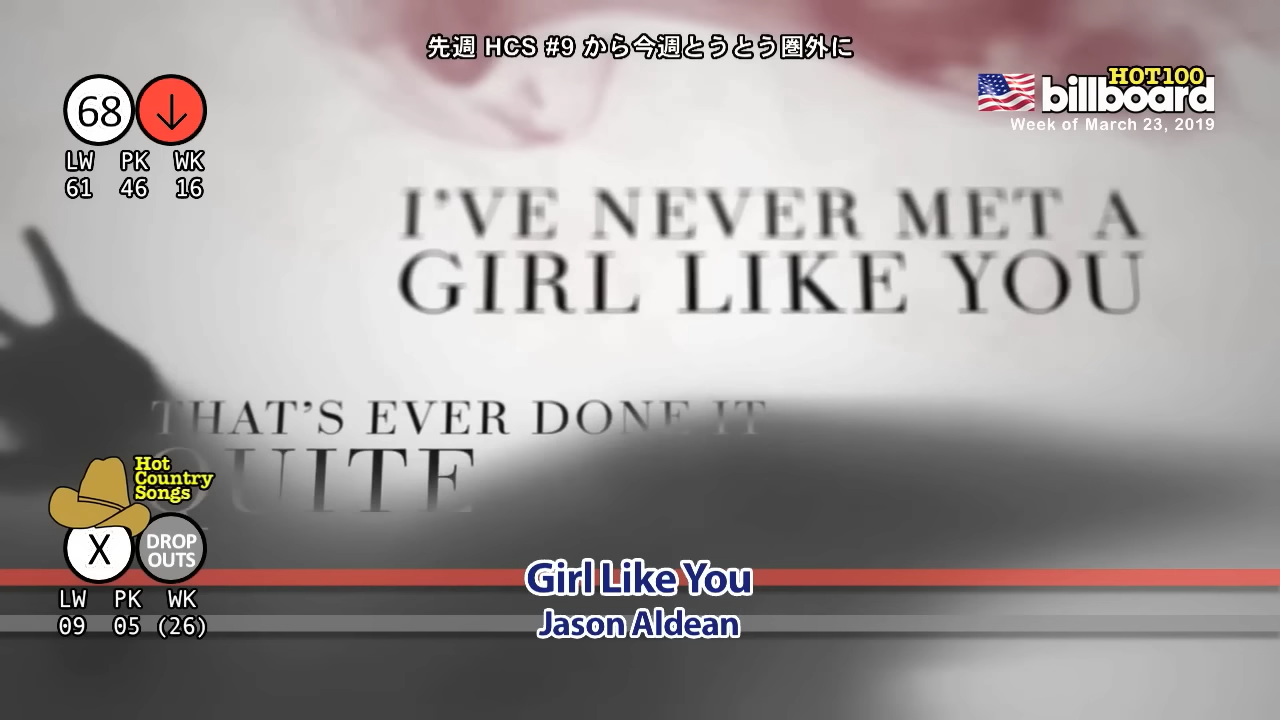 先週 HCS #9 から今週とうとう圏外に
68 ↓
LW PK WK
61 46 16
HOT100
billboard
Week of March 23, 2019
I'VE NEVER MET A
GIRL LIKE YOU
THAT'S EVER DONE IT
QUITE
Hot
Country
Songs
X DROP OUTS
LW PK WK
09 05 (26)
Girl Like You
Jason Aldean